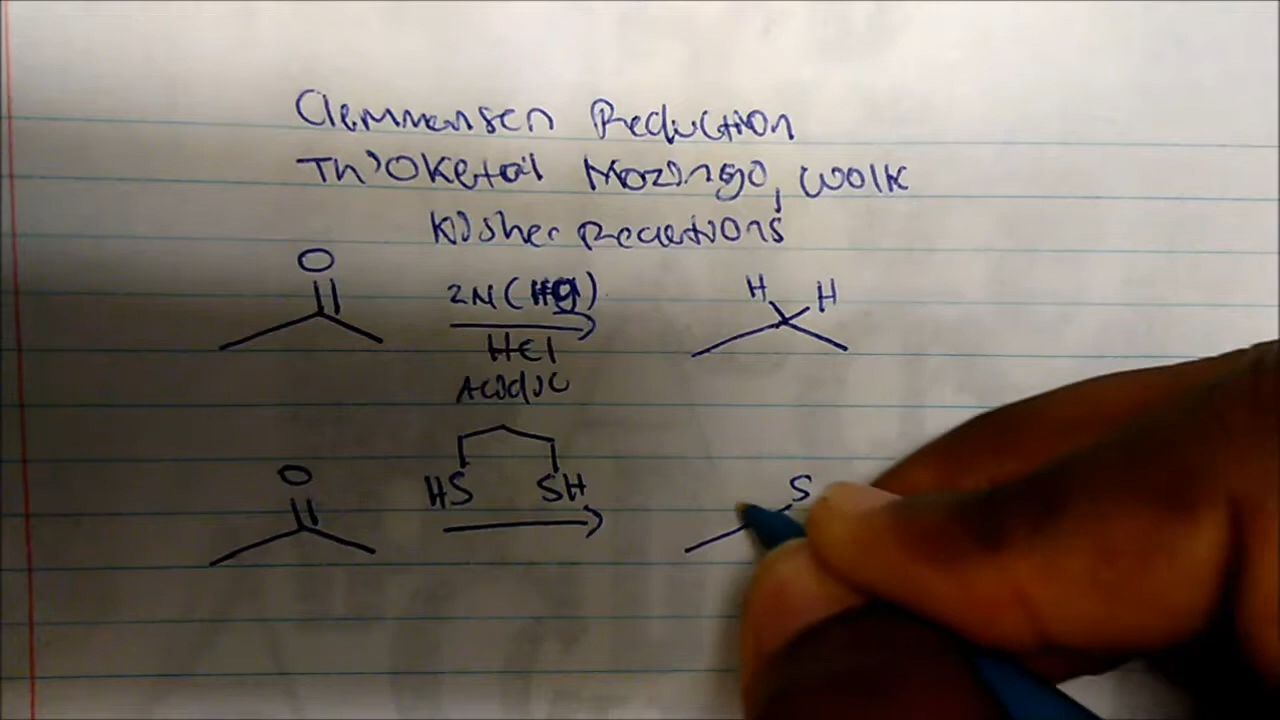 Clemmensen Reduction
Thioketal Mozingo, Wolk
Kisher Reactions
O
ZN (Hg)
H H
HCl
Acidic
O
HS SH
S